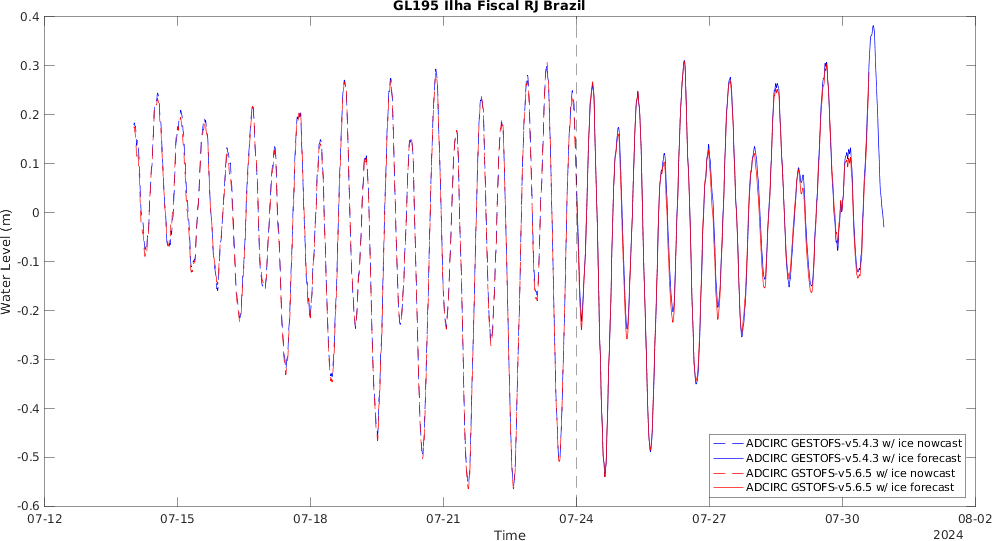 GL195 Ilha Fiscal RJ Brazil
0.4
0.3
0.2
0.1
0
-0.1
-0.2
-0.3
-0.4
-0.5
-0.6
Water Level (m)
ADCIRC GESTOFS-v5.4.3 w/ ice nowcast
ADCIRC GESTOFS-v5.4.3 w/ ice forecast
ADCIRC GSTOFS-v5.6.5 w/ ice nowcast
ADCIRC GSTOFS-v5.6.5 w/ ice forecast
07-12 07-15 07-18 07-21 07-24 07-27 07-30 08-02
Time
2024